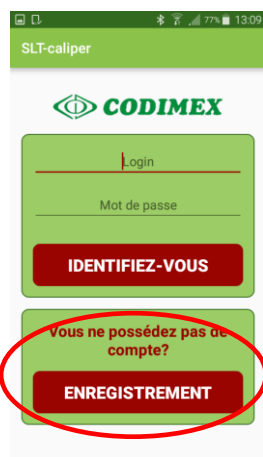 77% 13:09
SLT-caliper
CODIMEX
Login
Mot de passe
IDENTIFIEZ-VOUS
Vous ne possédez pas de
compte?
ENREGISTREMENT